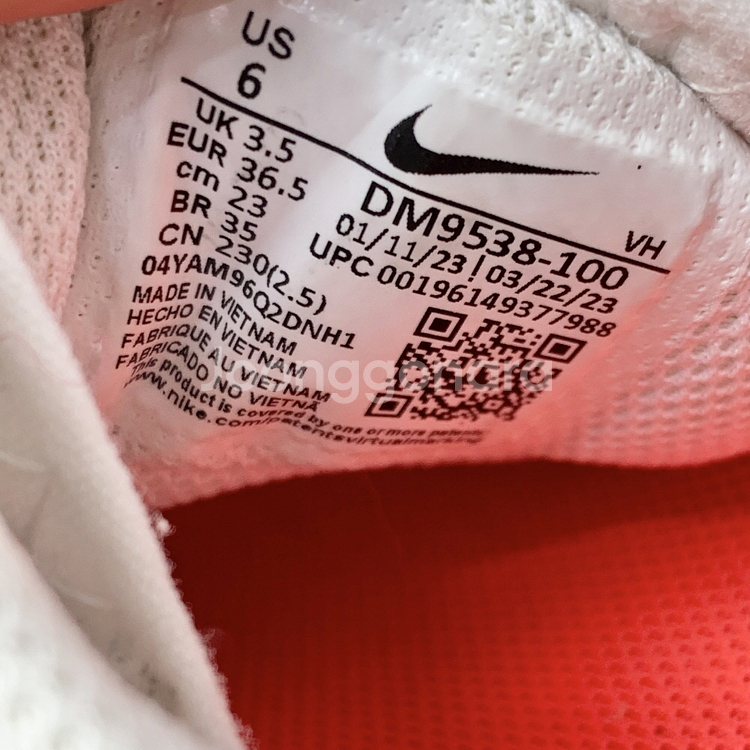 US
6
UK 3.5
EUR 36.5
cm 23
BR 35
CN 230(2.5)
04YAM96Q2DNH1
MADE IN VIETNAM
HECHO EN VIETNAM
FABRIQUE AU VIETNAM
FABRICADO NO VIETNÃ
This product is covered by one or more patents
www.nike.com/patentsvirtualmarking
VH
DM9538-100
01/11/23 | 03/22/23
UPC 00196149377988